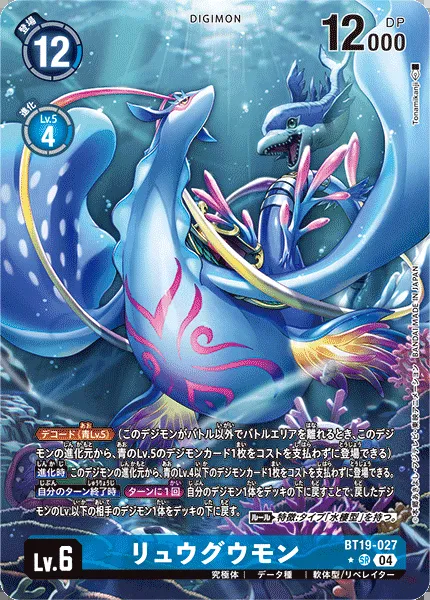 DIGIMON
登場
12
DP
12000
進化
Lv.5
4
Tonamikanji
デコード《青Lv.5》 (このデジモンがバトル以外でバトルエリアを離れるとき、このデジ
モンの進化元から、青のLv.5のデジモンカード1枚をコストを支払わずに登場できる)
進化時 このデジモンの進化元から、青のLv.4以下のデジモンカード1枚をコストを支払わずに登場できる。
自分のターン終了時 ターンに1回 自分のデジモン1体をデッキの下に戻すことで、戻したデジ
モンのLv.以下の相手のデジモン1体をデッキの下に戻す。
ルール 特徴:タイプ「水棲型」を持つ。
Lv.6
リュウグウモン
BT19-027
SR 04
究極体 データ種 軟体型/リベレイター
BANDAI MADE IN JAPAN